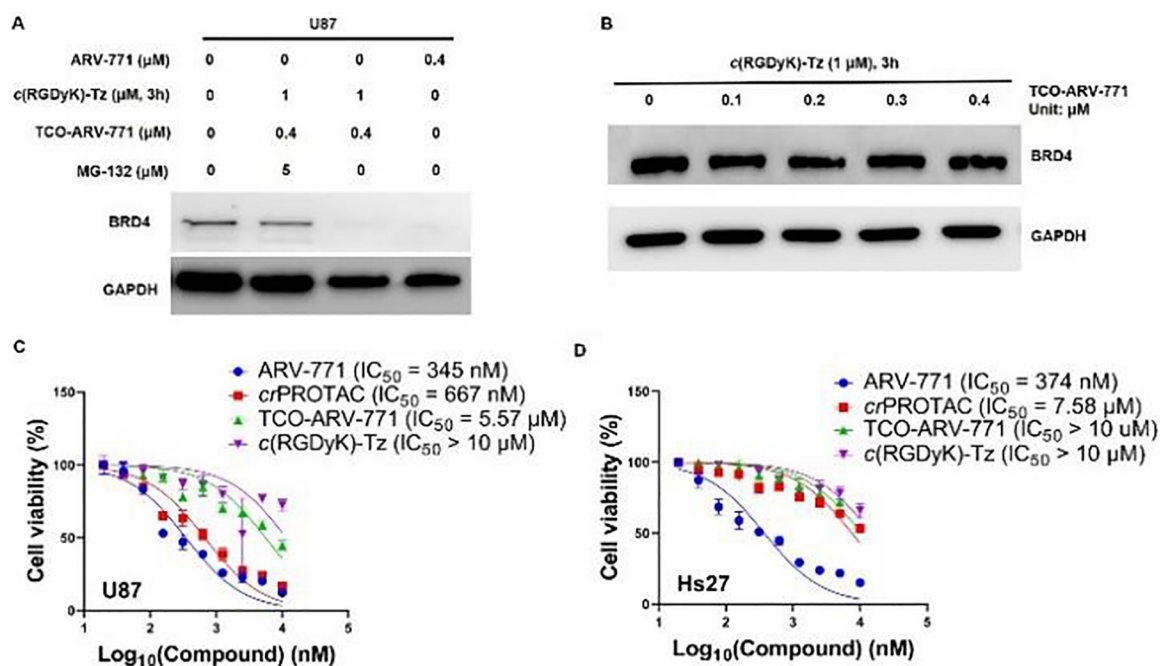 A
U87
ARV-771 (µM) 0 0 0 0.4
c(RGDyK)-Tz (µM, 3h) 0 1 1 0
TCO-ARV-771 (µM) 0 0.4 0.4 0
MG-132 (µM) 0 5 0 0
BRD4
GAPDH
B
c(RGDyK)-Tz (1 µM), 3h
0 0.1 0.2 0.3 0.4 TCO-ARV-771
Unit: µM
BRD4
GAPDH
C
ARV-771 (IC50 = 345 nM)
crPROTAC (IC50 = 667 nM)
TCO-ARV-771 (IC50 = 5.57 µM)
c(RGDyK)-Tz (IC50 > 10 µM)
150
100
50
0
Cell viability (%)
U87
1 2 3 4 5
Log10(Compound) (nM)
D
ARV-771 (IC50 = 374 nM)
crPROTAC (IC50 = 7.58 µM)
TCO-ARV-771 (IC50 > 10 uM)
c(RGDyK)-Tz (IC50 > 10 µM)
150
100
50
0
Cell viability (%)
Hs27
1 2 3 4 5
Log10(Compound) (nM)